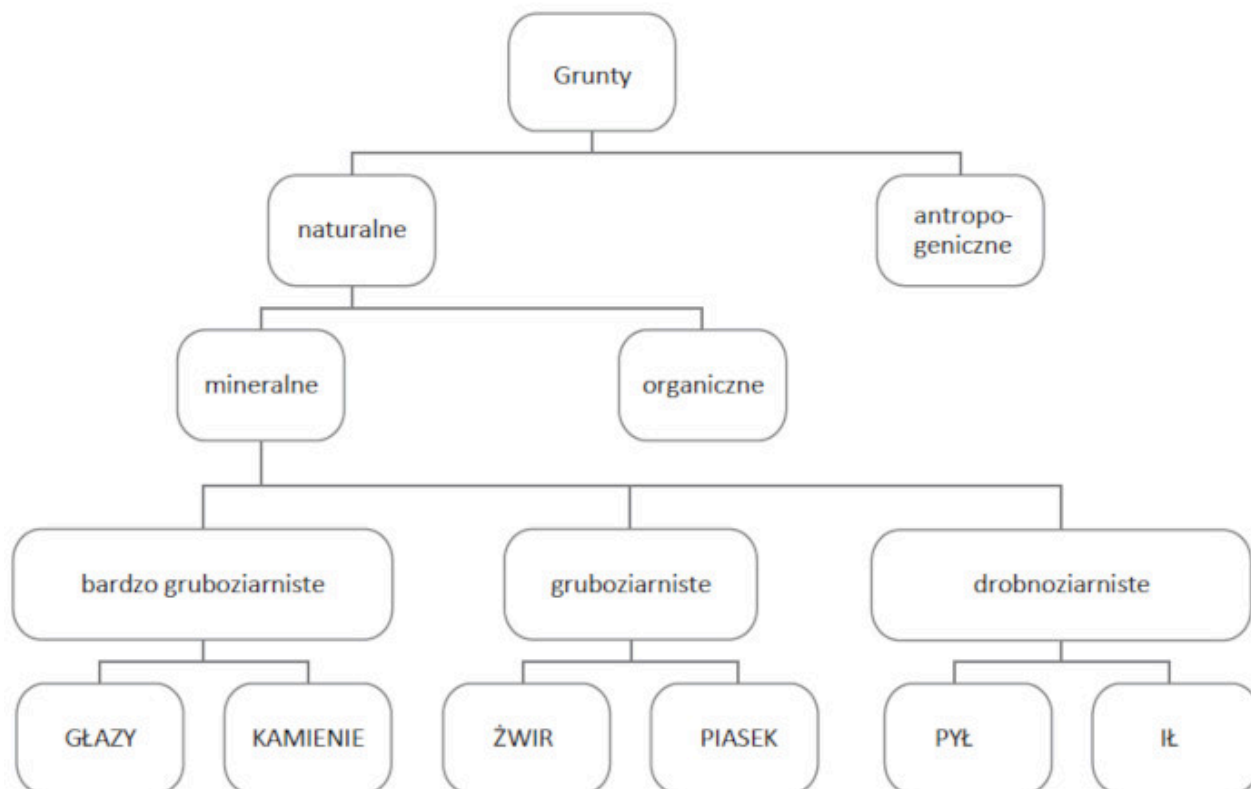 Grunty
naturalne
antropo-
geniczne
mineralne
organiczne
bardzo gruboziarniste
gruboziarniste
drobnoziarniste
GŁAZY
KAMIENIE
ŻWIR
PIASEK
PYŁ
IŁ